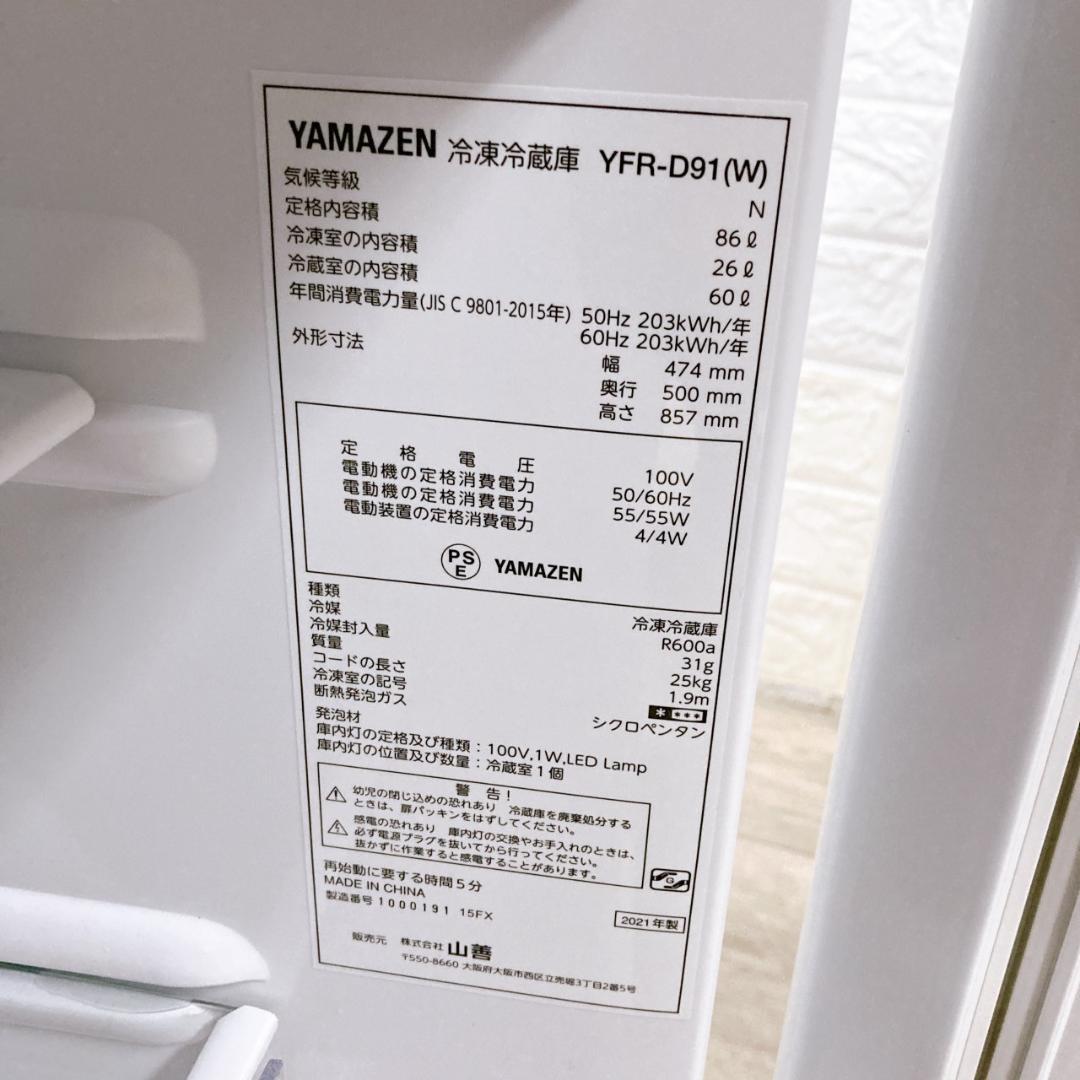 YAMAZEN 冷凍冷蔵庫 YFR-D91(W)
気候等級 N
定格内容積 86ℓ
冷凍室の内容積 26ℓ
冷蔵室の内容積 60ℓ
年間消費電力量(JIS C 9801-2015年) 50Hz 203kWh/年
60Hz 203kWh/年
外形寸法 幅 474 mm
奥行 500 mm
高さ 857 mm
定格電圧 100V
電動機の定格消費電力 50/60Hz
電動機の定格消費電力 55/55W
電動装置の定格消費電力 4/4W
PSE YAMAZEN
種類 冷凍冷蔵庫
冷媒 R600a
冷媒封入量 31g
質量 25kg
コードの長さ 1.9m
冷凍室の記号 * ***
断熱発泡ガス シクロペンタン
発泡材
庫内灯の定格及び種類：100V,1W,LED Lamp
庫内灯の位置及び数量：冷蔵室1個
警 告！
幼児の閉じ込めの恐れあり 冷蔵庫を廃棄処分する
ときは、扉パッキンをはずしてください。
感電の恐れあり 庫内灯の交換やお手入れのときは、
必ず電源プラグを抜いてから行ってください。
抜かずに作業すると感電することがあります。
再始動に要する時間5分
MADE IN CHINA
製造番号 1000191 15FX
G
2021年製
販売元 株式会社 山善
〒550-8660 大阪府大阪市西区立売堀3丁目2番5号